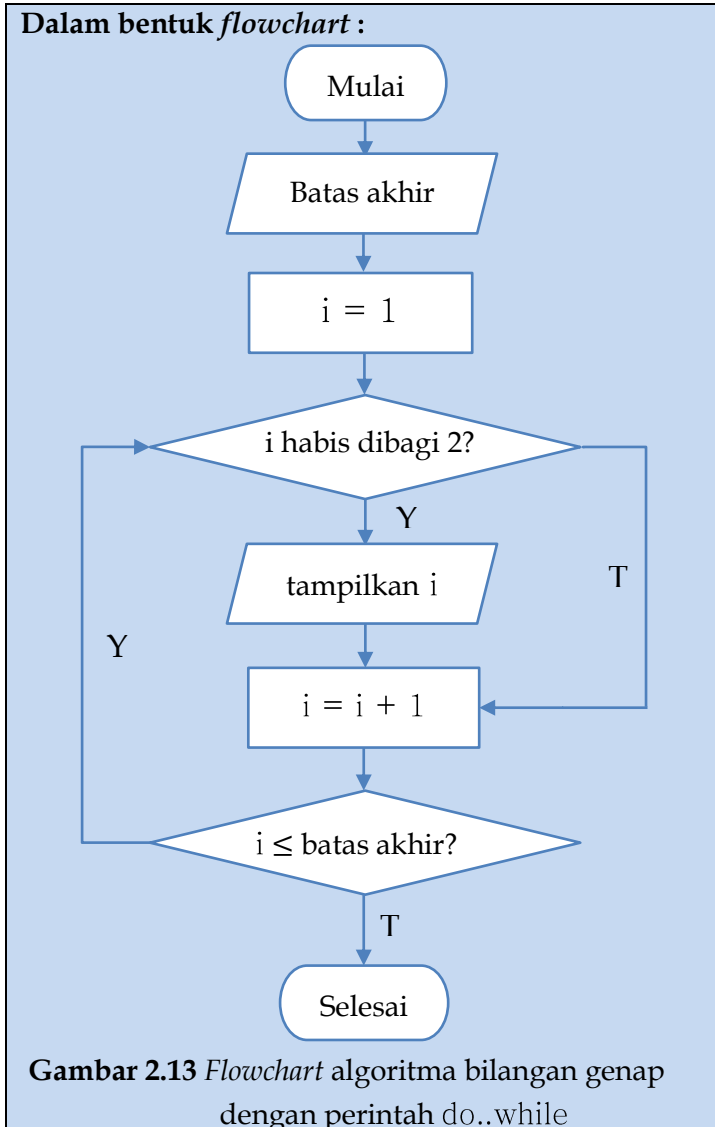 Dalam bentuk flowchart :
Mulai
Batas akhir
i = 1
i habis dibagi 2?
Y
tampilkan i
T
Y
i = i + 1
i ≤ batas akhir?
T
Selesai
Gambar 2.13 Flowchart algoritma bilangan genap
dengan perintah do..while